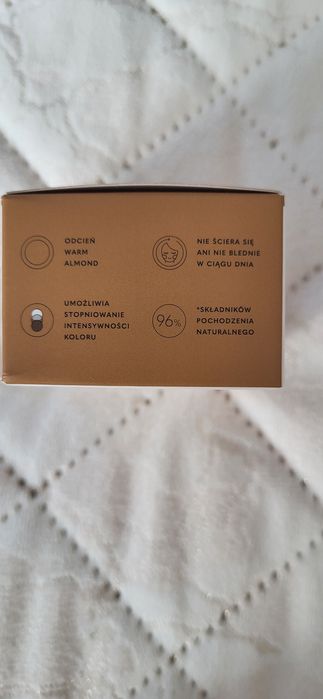 ODCIEŃ
WARM
ALMOND
NIE ŚCIERA SIĘ
ANI NIE BLEDNIE
W CIĄGU DNIA
UMOŻLIWIA
STOPNIOWANIE
INTENSYWNOŚCI
KOLORU
96%
*SKŁADNIKÓW
POCHODZENIA
NATURALNEGO